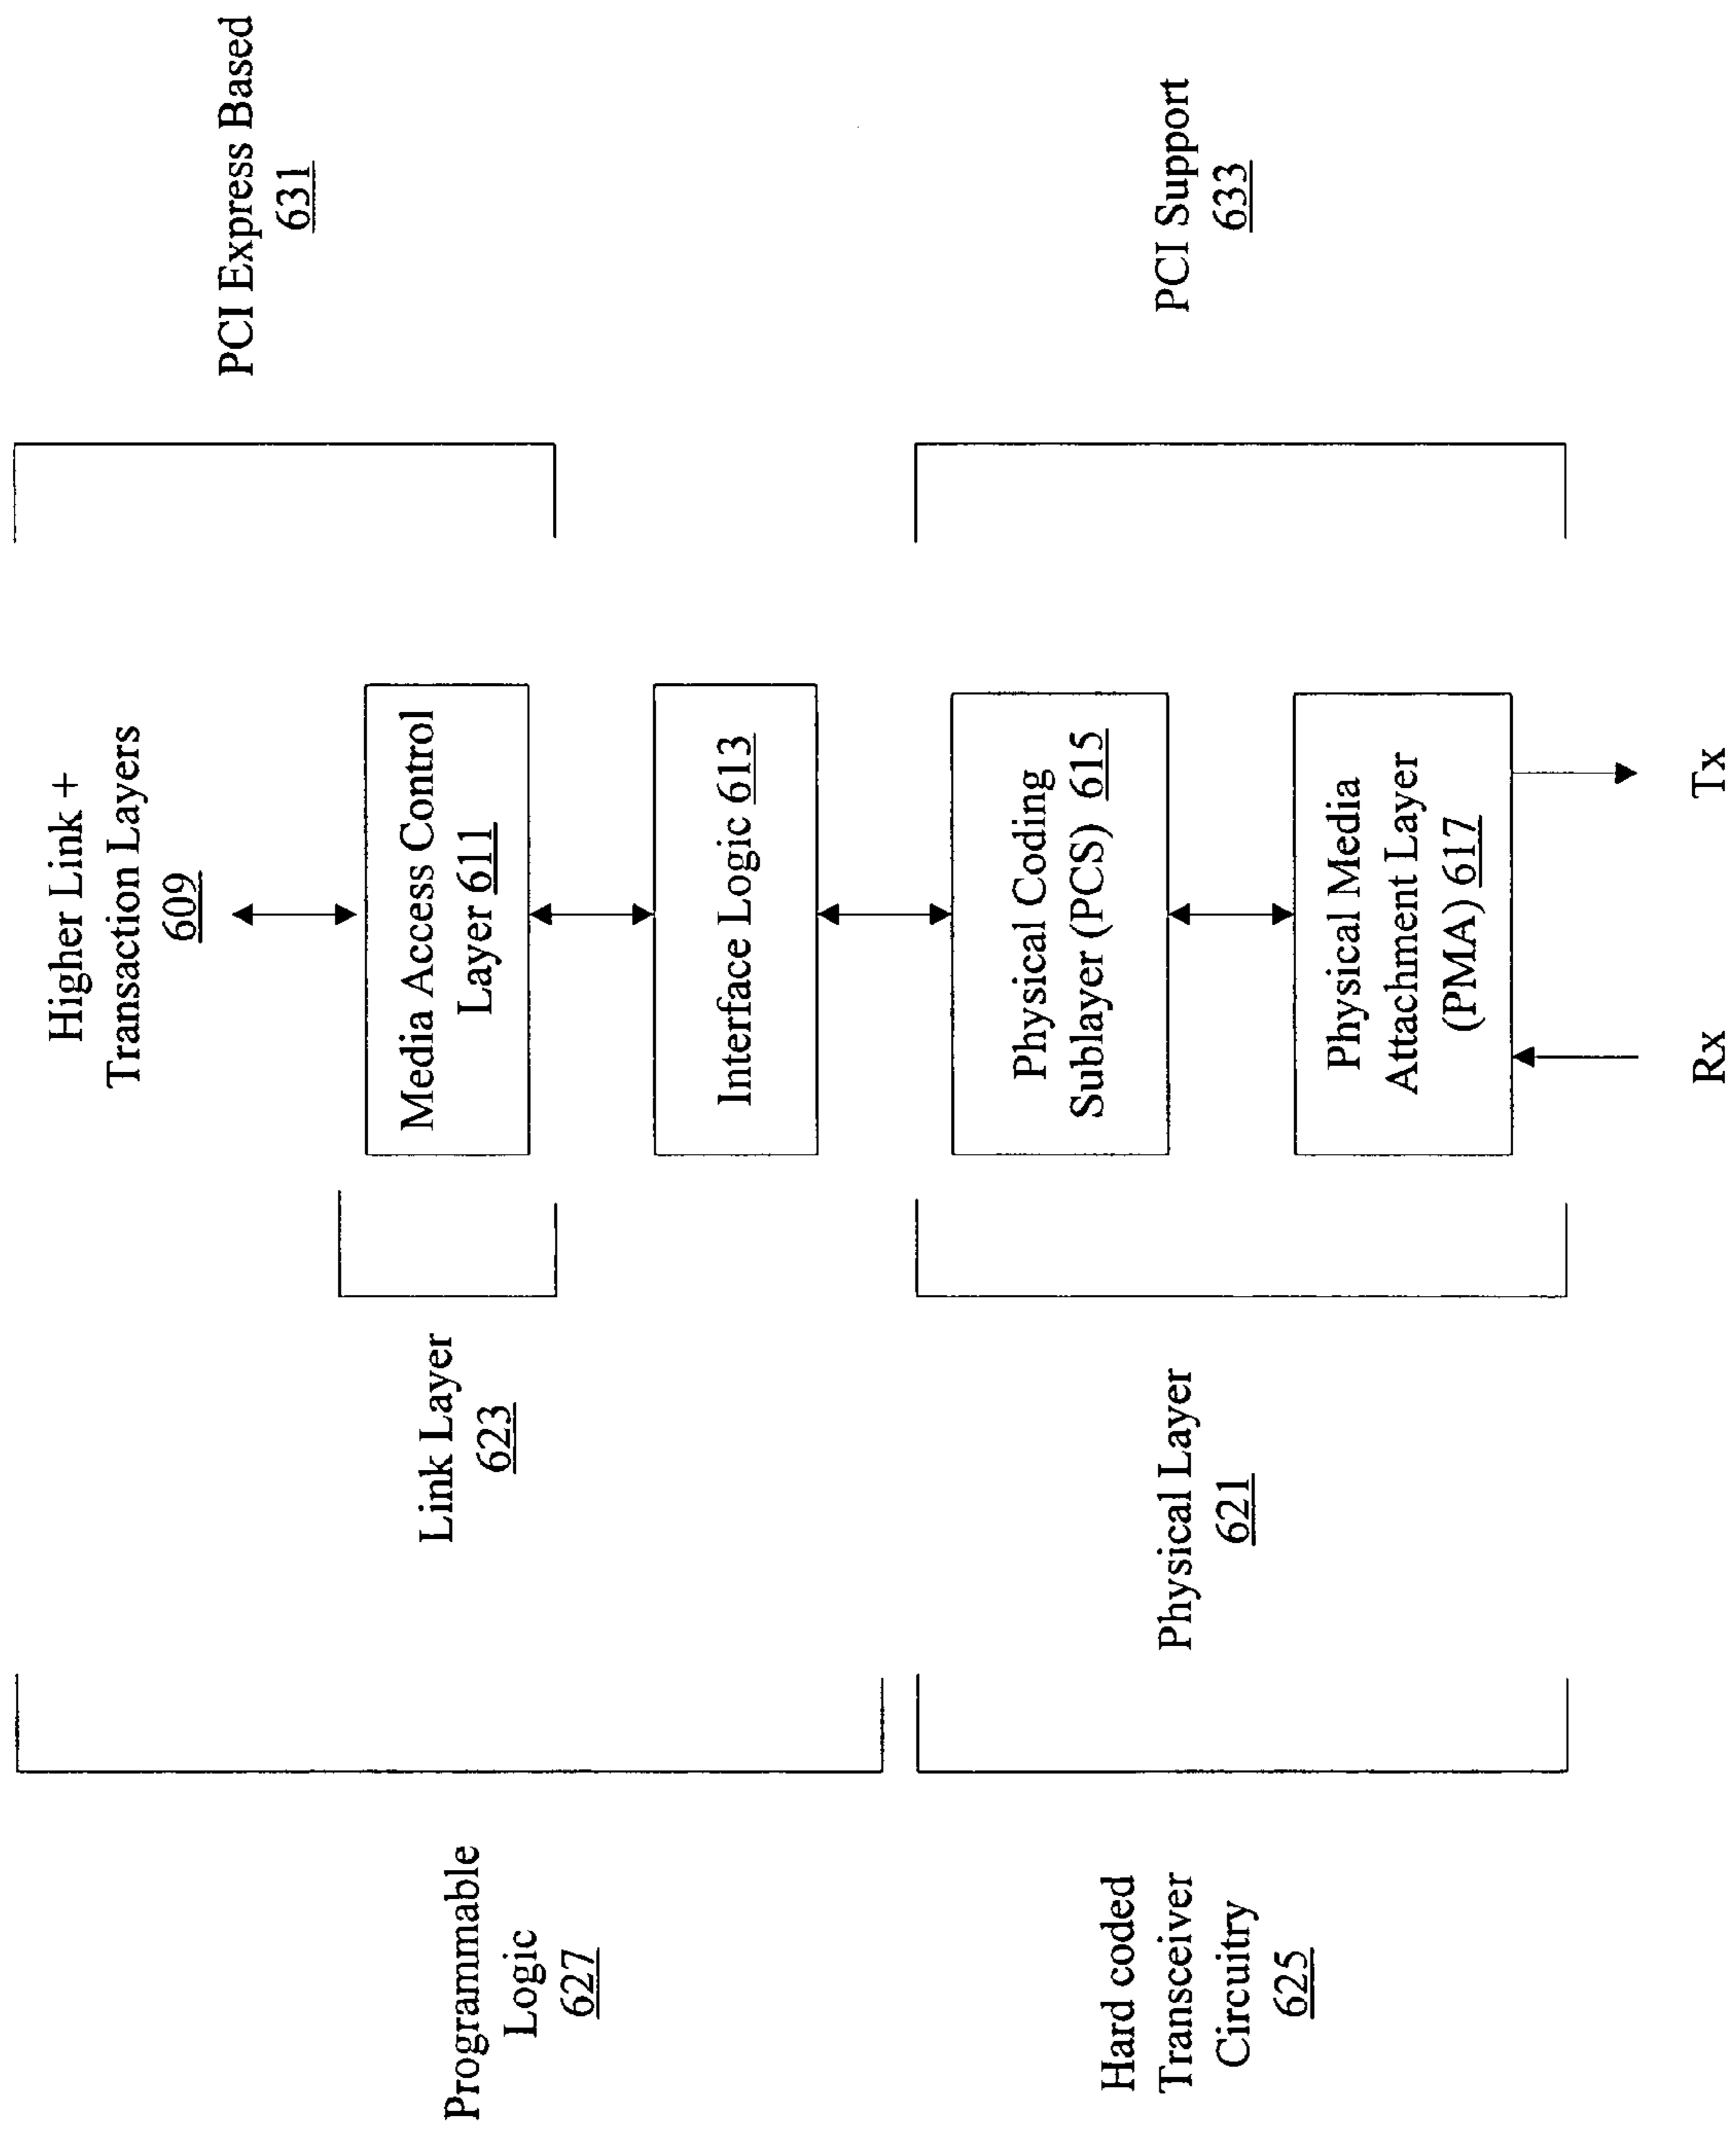 Higher Link +
Transaction Layers
609
Media Access Control
Layer 611
Interface Logic 613
Physical Coding
Sublayer (PCS) 615
Physical Media
Attachment Layer
(PMA) 617
Rx
Tx
Programmable
Logic
627
Link Layer
623
PCI Express Based
631
Hard coded
Transceiver
Circuitry
625
Physical Layer
621
PCI Support
633